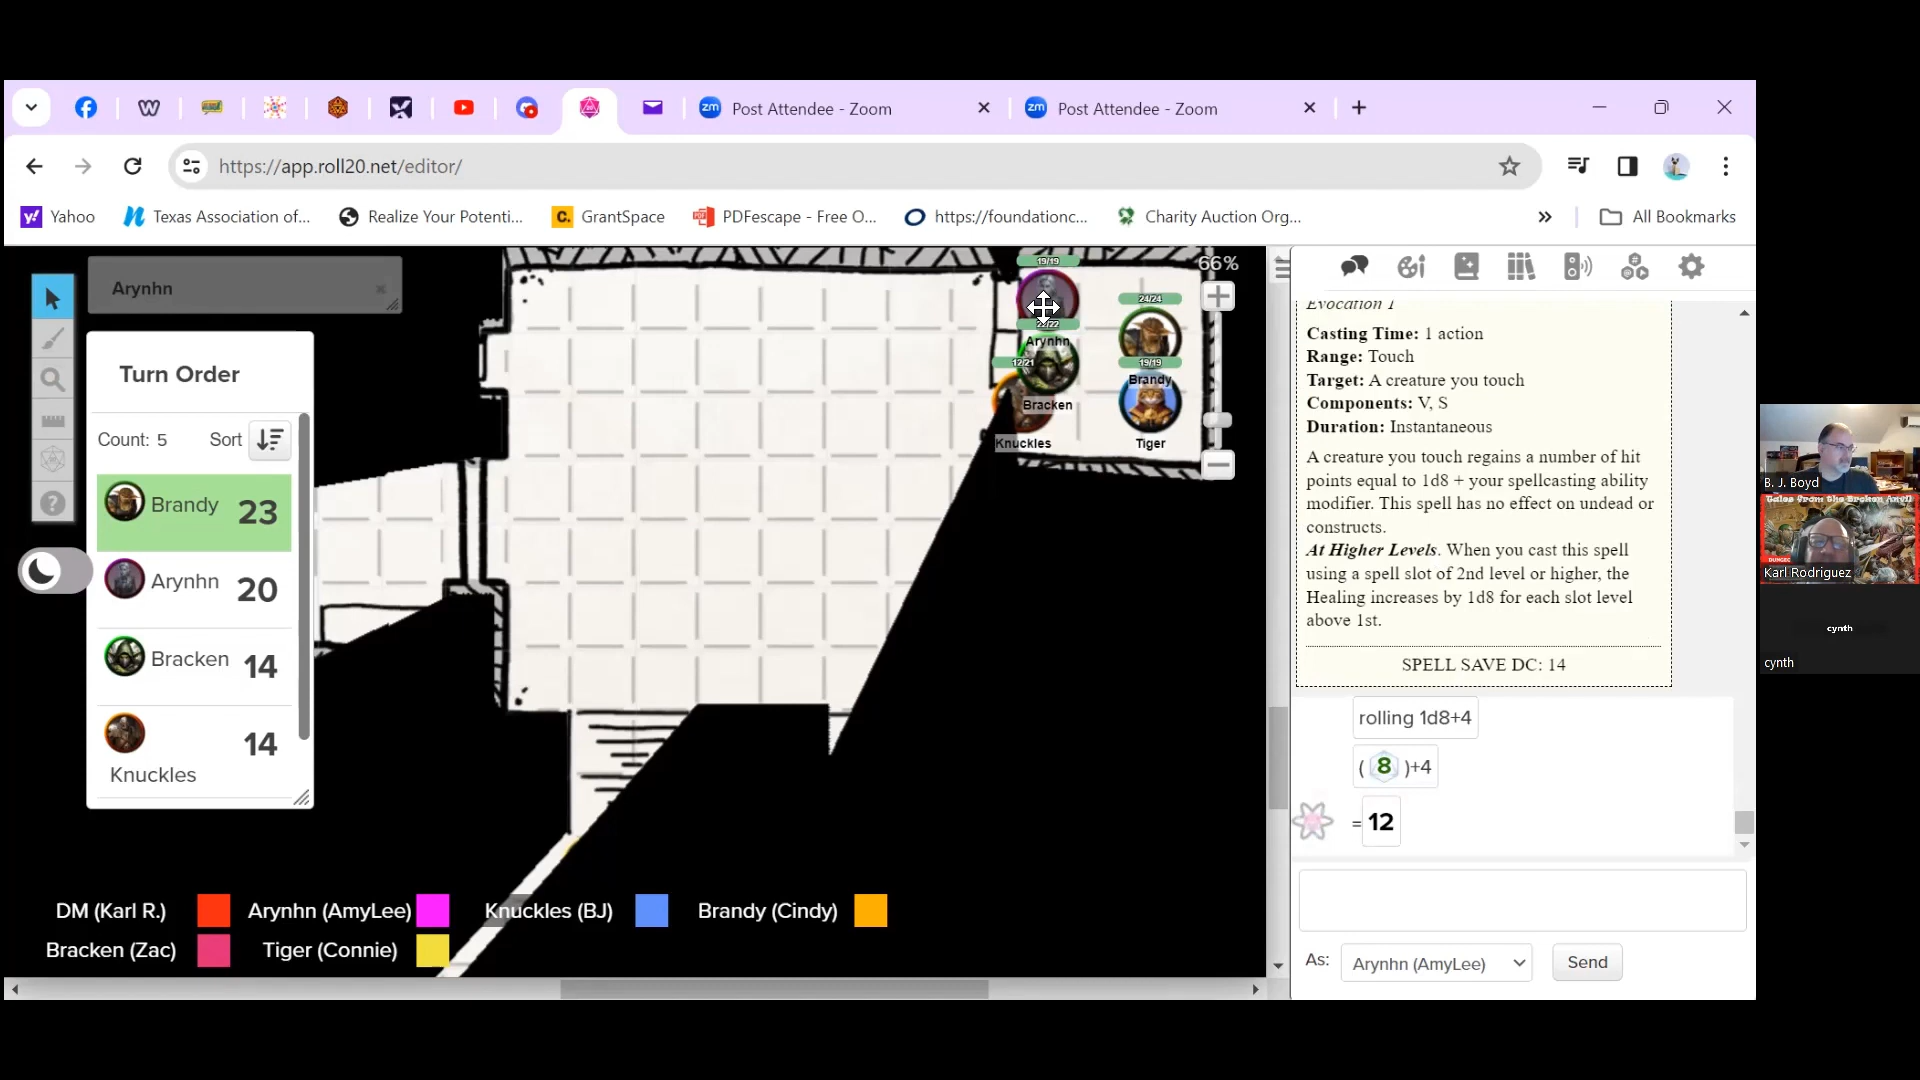 Post Attendee - Zoom
Post Attendee - Zoom
https://app.roll20.net/editor/
Yahoo
Texas Association of...
Realize Your Potenti...
GrantSpace
PDFescape - Free O...
https://foundationc...
Charity Auction Org...
All Bookmarks
Arynhn
Turn Order
Count: 5
Sort
Brandy 23
Arynhn 20
Bracken 14
Knuckles 14
66%
19/19
24/24
Arynhn
12/21
19/19
Brandy
Bracken
Knuckles
Tiger
DM (Karl R.)
Arynhn (AmyLee)
Knuckles (BJ)
Brandy (Cindy)
Bracken (Zac)
Tiger (Connie)
Evocation 1
Casting Time: 1 action
Range: Touch
Target: A creature you touch
Components: V, S
Duration: Instantaneous
A creature you touch regains a number of hit
points equal to 1d8 + your spellcasting ability
modifier. This spell has no effect on undead or
constructs.
At Higher Levels. When you cast this spell
using a spell slot of 2nd level or higher, the
Healing increases by 1d8 for each slot level
above 1st.
SPELL SAVE DC: 14
rolling 1d8+4
( 8 )+4
= 12
As:
Arynhn (AmyLee)
Send
B. J. Boyd
Tales from the Broken Anvil
Karl Rodriguez
cynth
cynth